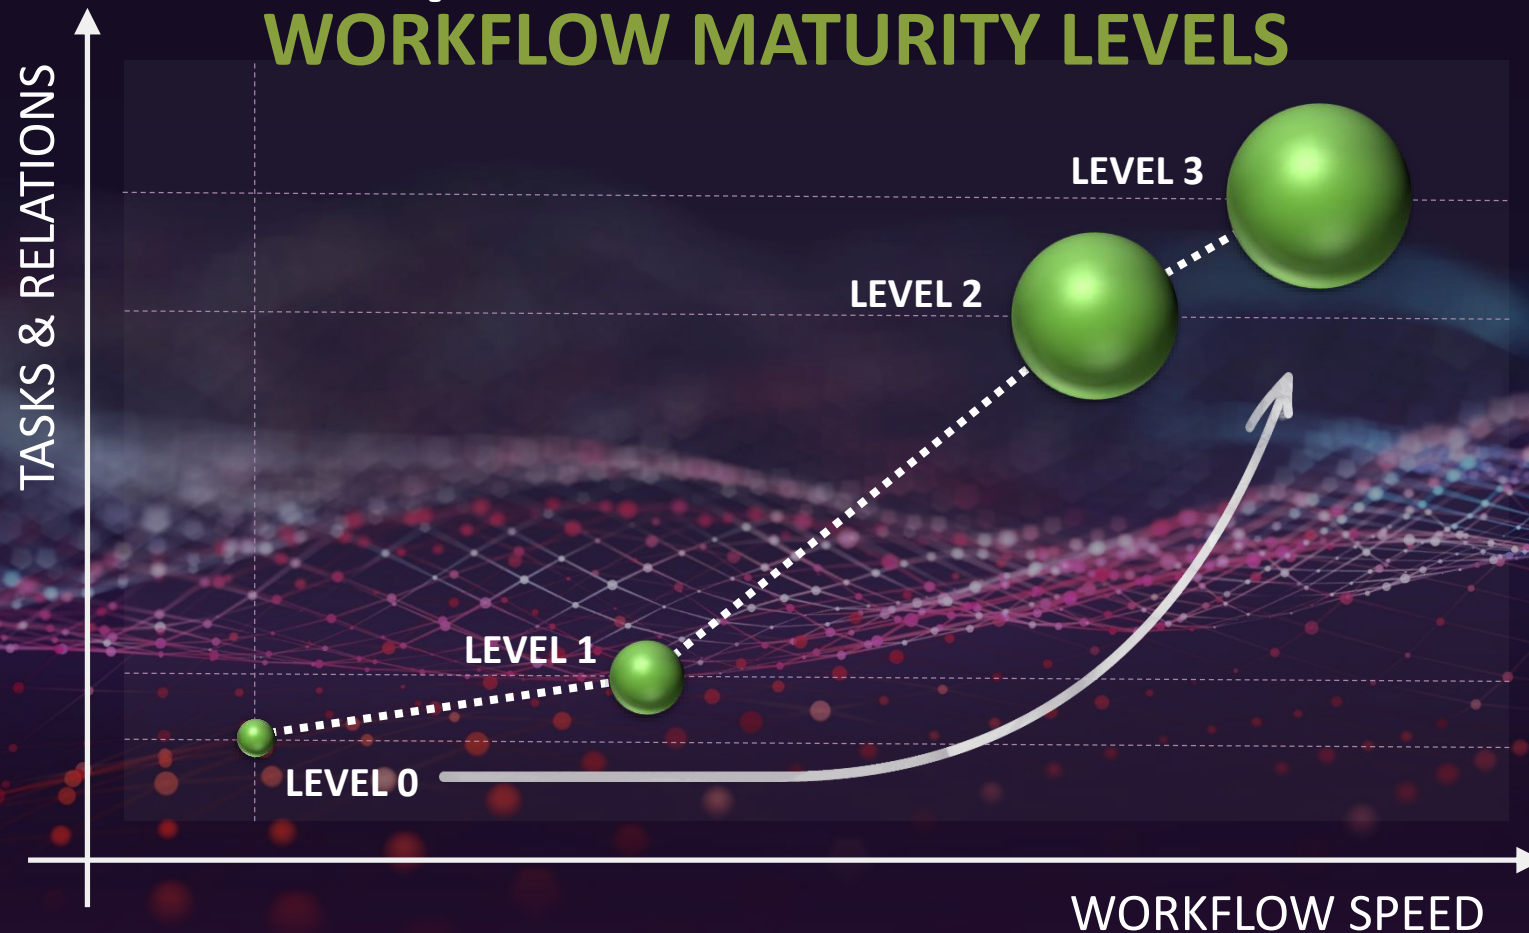 WORKFLOW MATURITY LEVELS
TASKS & RELATIONS
LEVEL 3
LEVEL 2
LEVEL 1
LEVEL 0
WORKFLOW SPEED